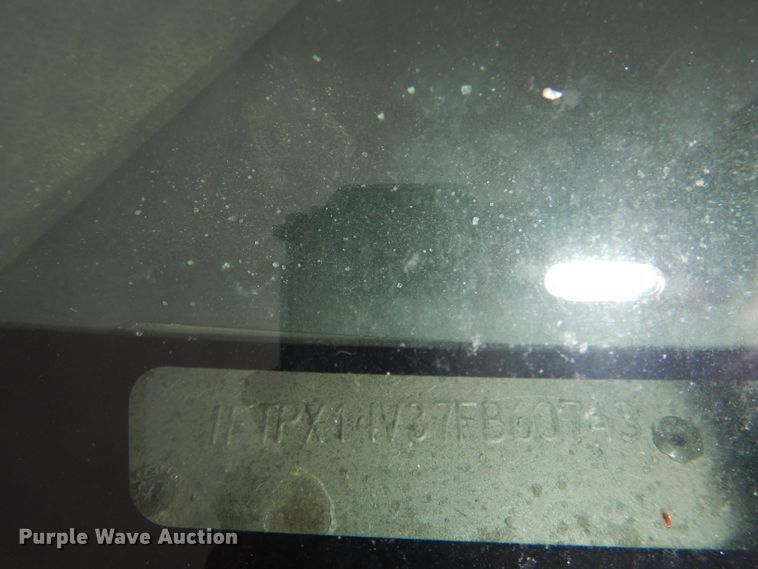 1FTPX14V37FB60743
Purple Wave Auction